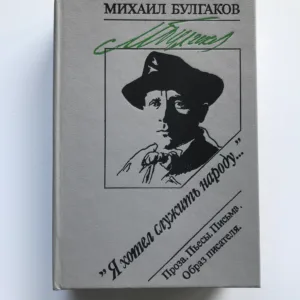 МИХАИЛ БУЛГАКОВ
„Я хотел служить народу..."
Проза. Пьесы. Письма.
Образ писателя.